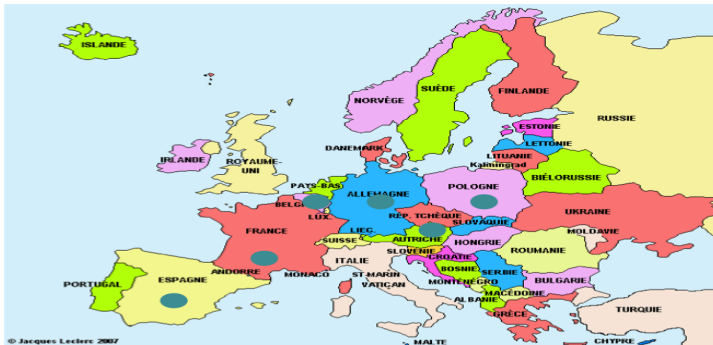 ISLANDE
NORVÈGE
SUÈDE
FINLANDE
RUSSIE
ESTONIE
LETTONIE
LITUANIE
Kaliningrad
DANEMARK
IRLANDE
ROYAUME-
UNI
PAYS-BAS
ALLEMAGNE
POLOGNE
BIÉLORUSSIE
BELG
LUX.
RÉP. TCHÈQUE
SLOVAQUIE
UKRAINE
MOLDAVIE
FRANCE
LIEC.
SUISSE
AUTRICHE
HONGRIE
ROUMANIE
SLOVÉNIE
CROATIE
ITALIE
BOSNIE
SERBIE
MONACO
ST-MARIN
VATICAN
MONTÉNÉGRO
BULGARIE
MACÉDOINE
ALBANIE
ANDORRE
ESPAGNE
PORTUGAL
GRÈCE
TURQUIE
MALTE
CHYPRE
© Jacques Leclerc 2007